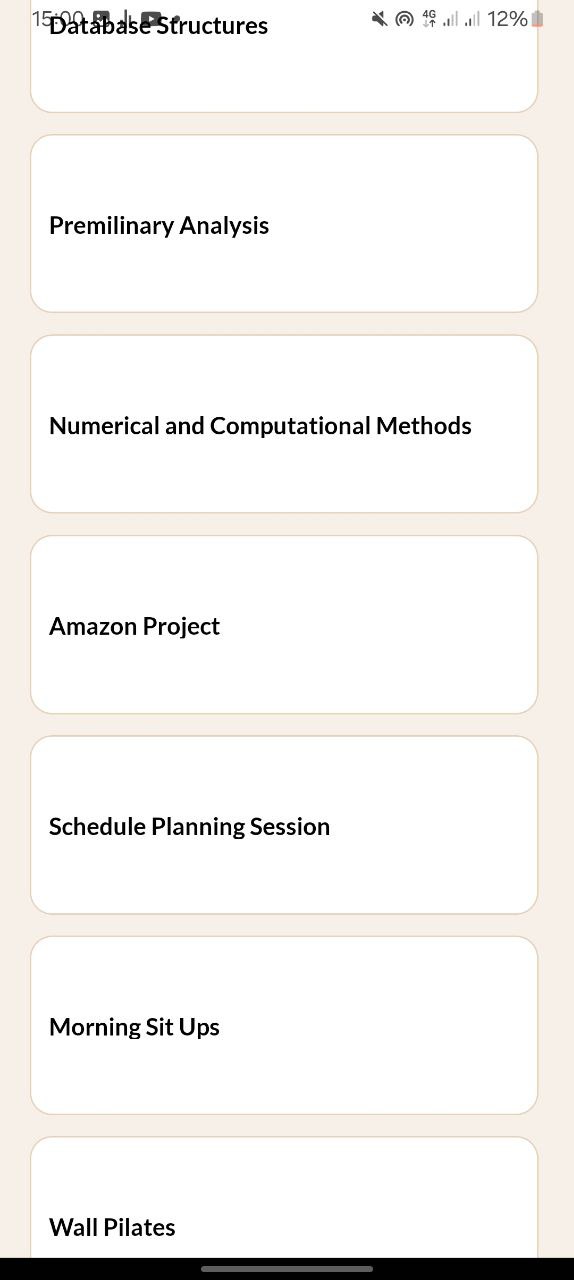 15:00
4G
12%
Database Structures
Premilinary Analysis
Numerical and Computational Methods
Amazon Project
Schedule Planning Session
Morning Sit Ups
Wall Pilates